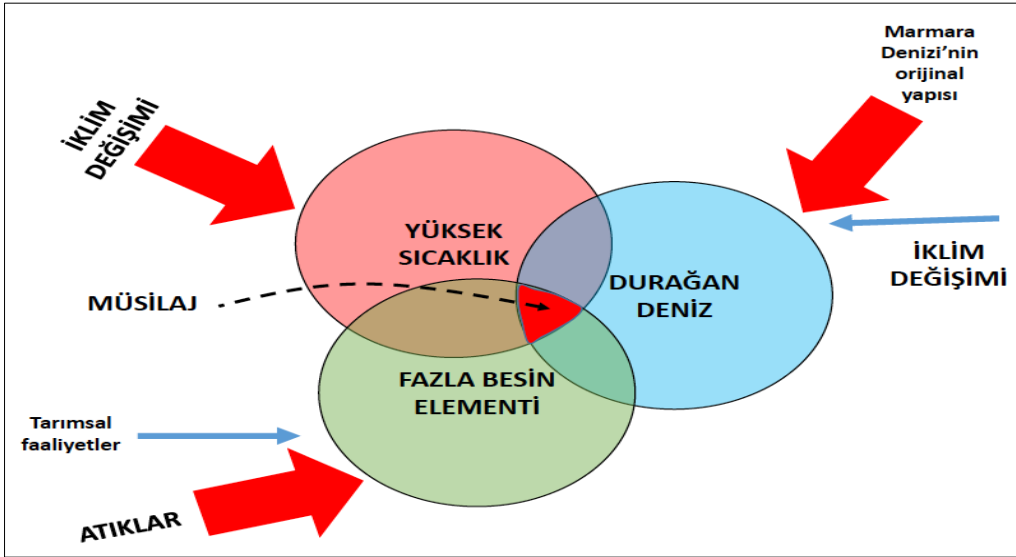 Marmara
Denizi’nin
orijinal
yapısı
İKLİM
DEĞİŞİMİ
YÜKSEK
SICAKLIK
DURAĞAN
DENİZ
İKLİM
DEĞİŞİMİ
MÜSİLAJ
FAZLA BESİN
ELEMENTİ
Tarımsal
faaliyetler
ATIKLAR